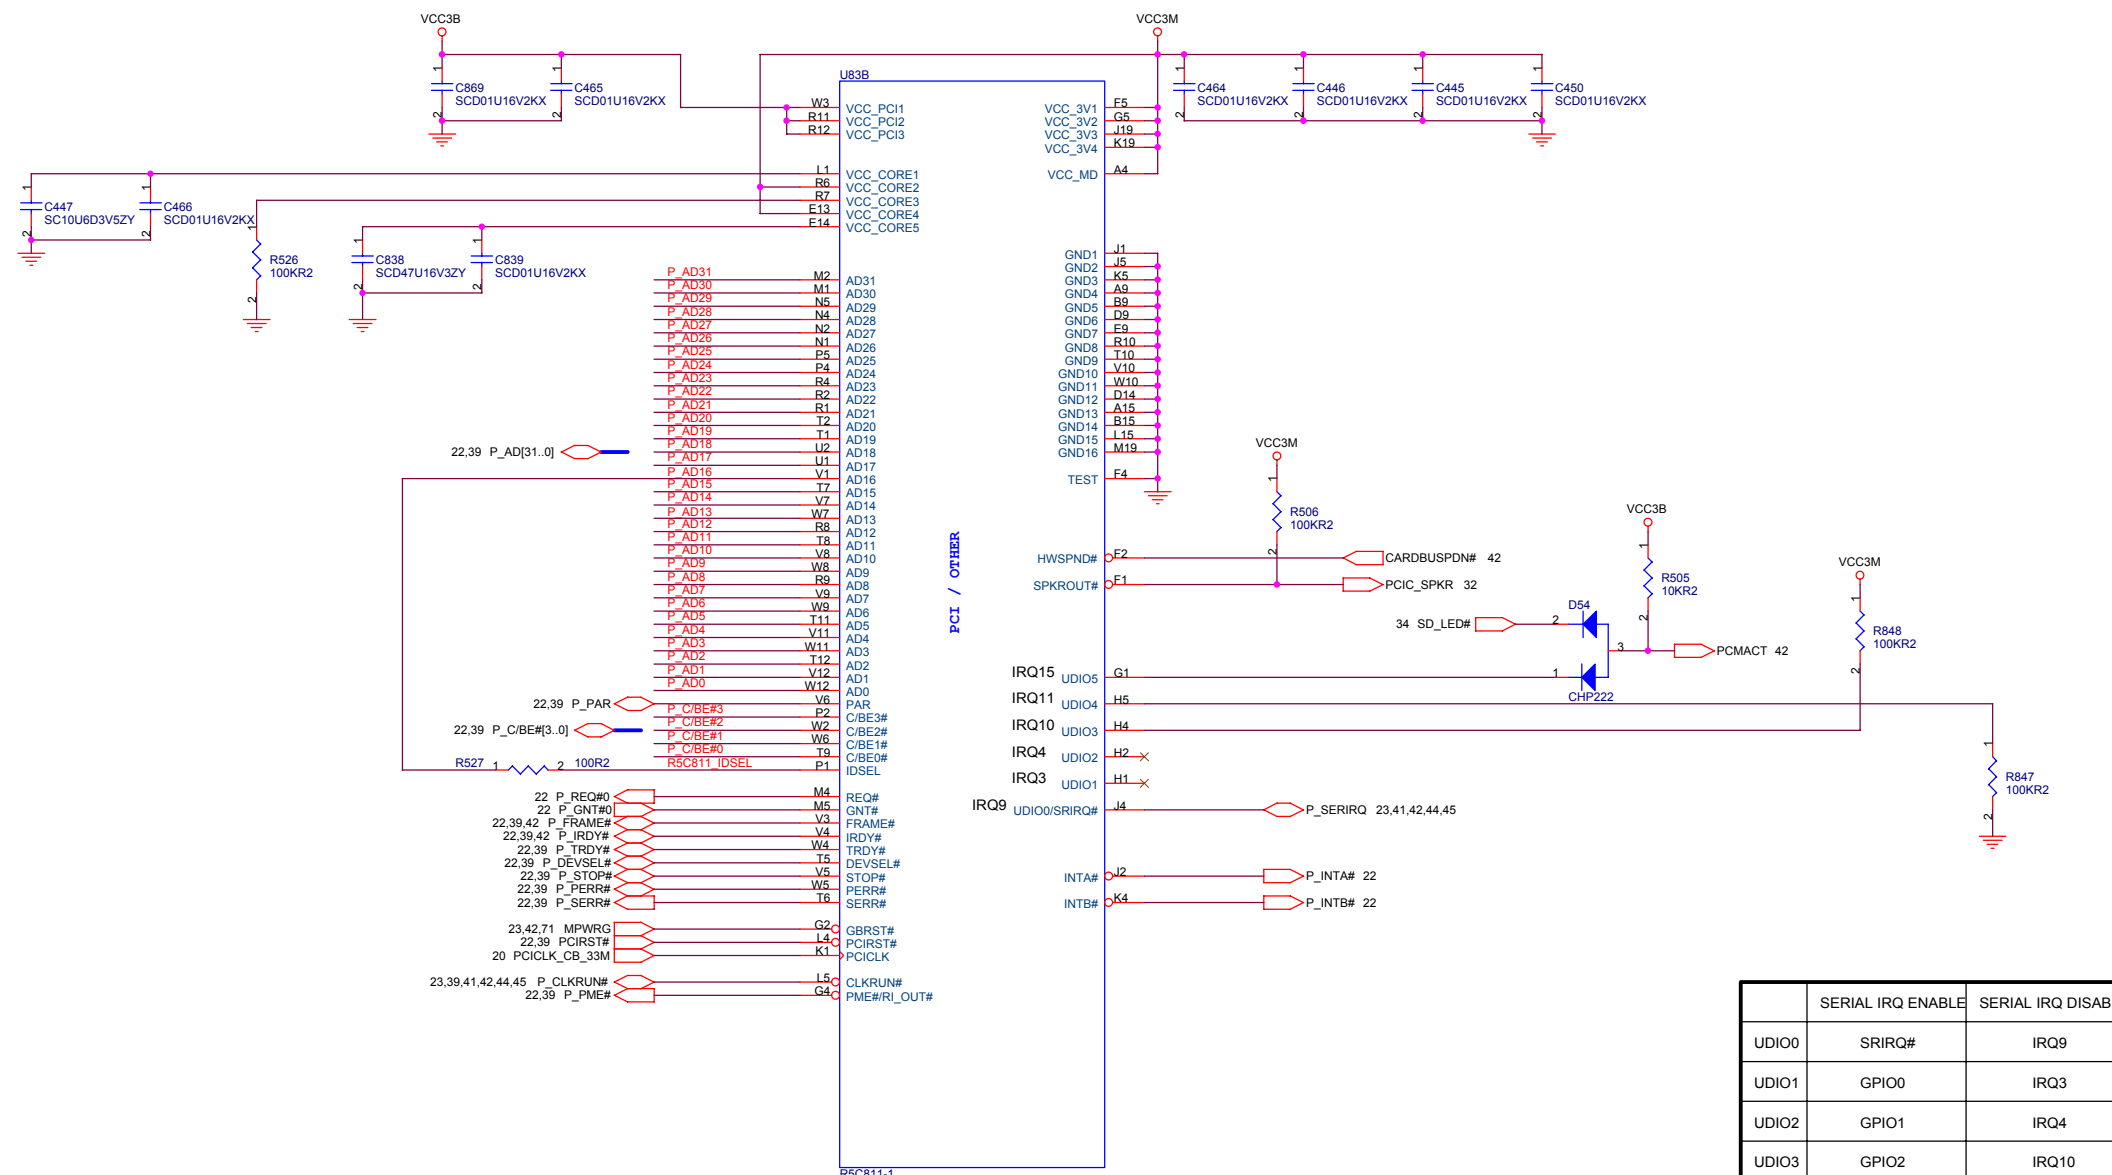 VCC3B
VCC3M
U83B
C869
SCD01U16V2KX
C465
SCD01U16V2KX
C464
SCD01U16V2KX
C446
SCD01U16V2KX
C445
SCD01U16V2KX
C450
SCD01U16V2KX
W3 VCC_PCI1
R11 VCC_PCI2
R12 VCC_PCI3
VCC_3V1 F5
VCC_3V2 G5
VCC_3V3 J19
VCC_3V4 K19
VCC_MD A4
L1 VCC_CORE1
R6 VCC_CORE2
R7 VCC_CORE3
E13 VCC_CORE4
E14 VCC_CORE5
C447
SC10U6D3V5ZY
C466
SCD01U16V2KX
R526
100KR2
C838
SCD47U16V3ZY
C839
SCD01U16V2KX
GND1 J1
GND2 J5
GND3 K5
GND4 A9
GND5 B9
GND6 D9
GND7 E9
GND8 R10
GND9 T10
GND10 V10
GND11 W10
GND12 D14
GND13 A15
GND14 B15
GND15 L15
GND16 M19
TEST F4
P_AD31 M2 AD31
P_AD30 M1 AD30
P_AD29 N5 AD29
P_AD28 N4 AD28
P_AD27 N2 AD27
P_AD26 N1 AD26
P_AD25 P5 AD25
P_AD24 P4 AD24
P_AD23 R4 AD23
P_AD22 R2 AD22
P_AD21 R1 AD21
P_AD20 T2 AD20
P_AD19 T1 AD19
P_AD18 U2 AD18
P_AD17 U1 AD17
P_AD16 V1 AD16
P_AD15 T7 AD15
P_AD14 V7 AD14
P_AD13 W7 AD13
P_AD12 R8 AD12
P_AD11 T8 AD11
P_AD10 V8 AD10
P_AD9 W8 AD9
P_AD8 R9 AD8
P_AD7 V9 AD7
P_AD6 W9 AD6
P_AD5 T11 AD5
P_AD4 V11 AD4
P_AD3 W11 AD3
P_AD2 T12 AD2
P_AD1 V12 AD1
P_AD0 W12 AD0
22,39 P_AD[31..0]
PCI / OTHER
22,39 P_PAR V6 PAR
P_C/BE#3 P2 C/BE3#
P_C/BE#2 W2 C/BE2#
P_C/BE#1 W6 C/BE1#
P_C/BE#0 T9 C/BE0#
22,39 P_C/BE#[3..0]
R527 1 2 100R2 R5C811_IDSEL P1 IDSEL
22 P_REQ#0 M4 REQ#
22 P_GNT#0 M5 GNT#
22,39,42 P_FRAME# V3 FRAME#
22,39,42 P_IRDY# V4 IRDY#
22,39 P_TRDY# W4 TRDY#
22,39 P_DEVSEL# T5 DEVSEL#
22,39 P_STOP# V5 STOP#
22,39 P_PERR# W5 PERR#
22,39 P_SERR# T6 SERR#
23,42,71 MPWRG G2 GBRST#
22,39 PCIRST# L4 PCIRST#
20 PCICLK_CB_33M K1 PCICLK
23,39,41,42,44,45 P_CLKRUN# L5 CLKRUN#
22,39 P_PME# G4 PME#/RI_OUT#
R5C811-1
VCC3M
R506
100KR2
HWSPND# F2 CARDBUSPDN# 42
SPKROUT# F1 PCIC_SPKR 32
VCC3B
R505
10KR2
34 SD_LED# 2 D54
3 PCMACT 42
CHP222
VCC3M
R848
100KR2
IRQ15 UDIO5 G1 1
IRQ11 UDIO4 H5
IRQ10 UDIO3 H4
IRQ4 UDIO2 H2
IRQ3 UDIO1 H1
IRQ9 UDIO0/SRIRQ# J4 P_SERIRQ 23,41,42,44,45
R847
100KR2
INTA# J2 P_INTA# 22
INTB# K4 P_INTB# 22
SERIAL IRQ ENABLE SERIAL IRQ DISAB
UDIO0 SRIRQ# IRQ9
UDIO1 GPIO0 IRQ3
UDIO2 GPIO1 IRQ4
UDIO3 GPIO2 IRQ10